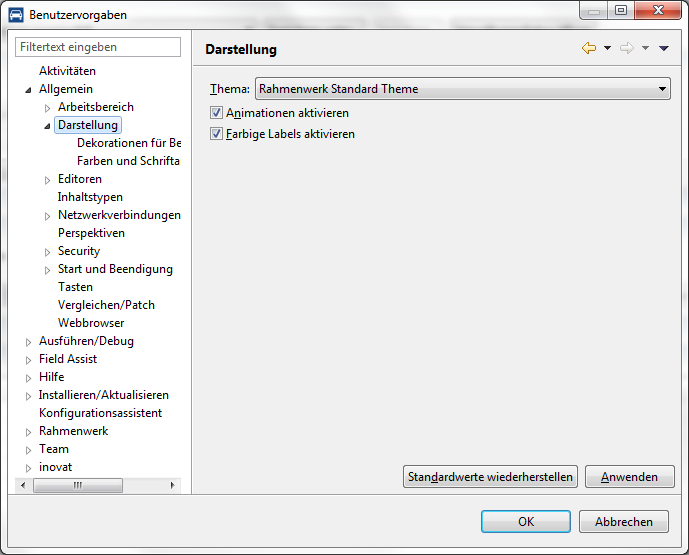 Benutzervorgaben
Filtertext eingeben
Aktivitäten
Allgemein
Arbeitsbereich
Darstellung
Dekorationen für Be
Farben und Schrifta
Editoren
Inhaltstypen
Netzwerkverbindungen
Perspektiven
Security
Start und Beendigung
Tasten
Vergleichen/Patch
Webbrowser
Ausführen/Debug
Field Assist
Hilfe
Installieren/Aktualisieren
Konfigurationsassistent
Rahmenwerk
Team
inovat
Darstellung
Thema: Rahmenwerk Standard Theme
Animationen aktivieren
Farbige Labels aktivieren
Standardwerte wiederherstellen Anwenden
OK Abbrechen